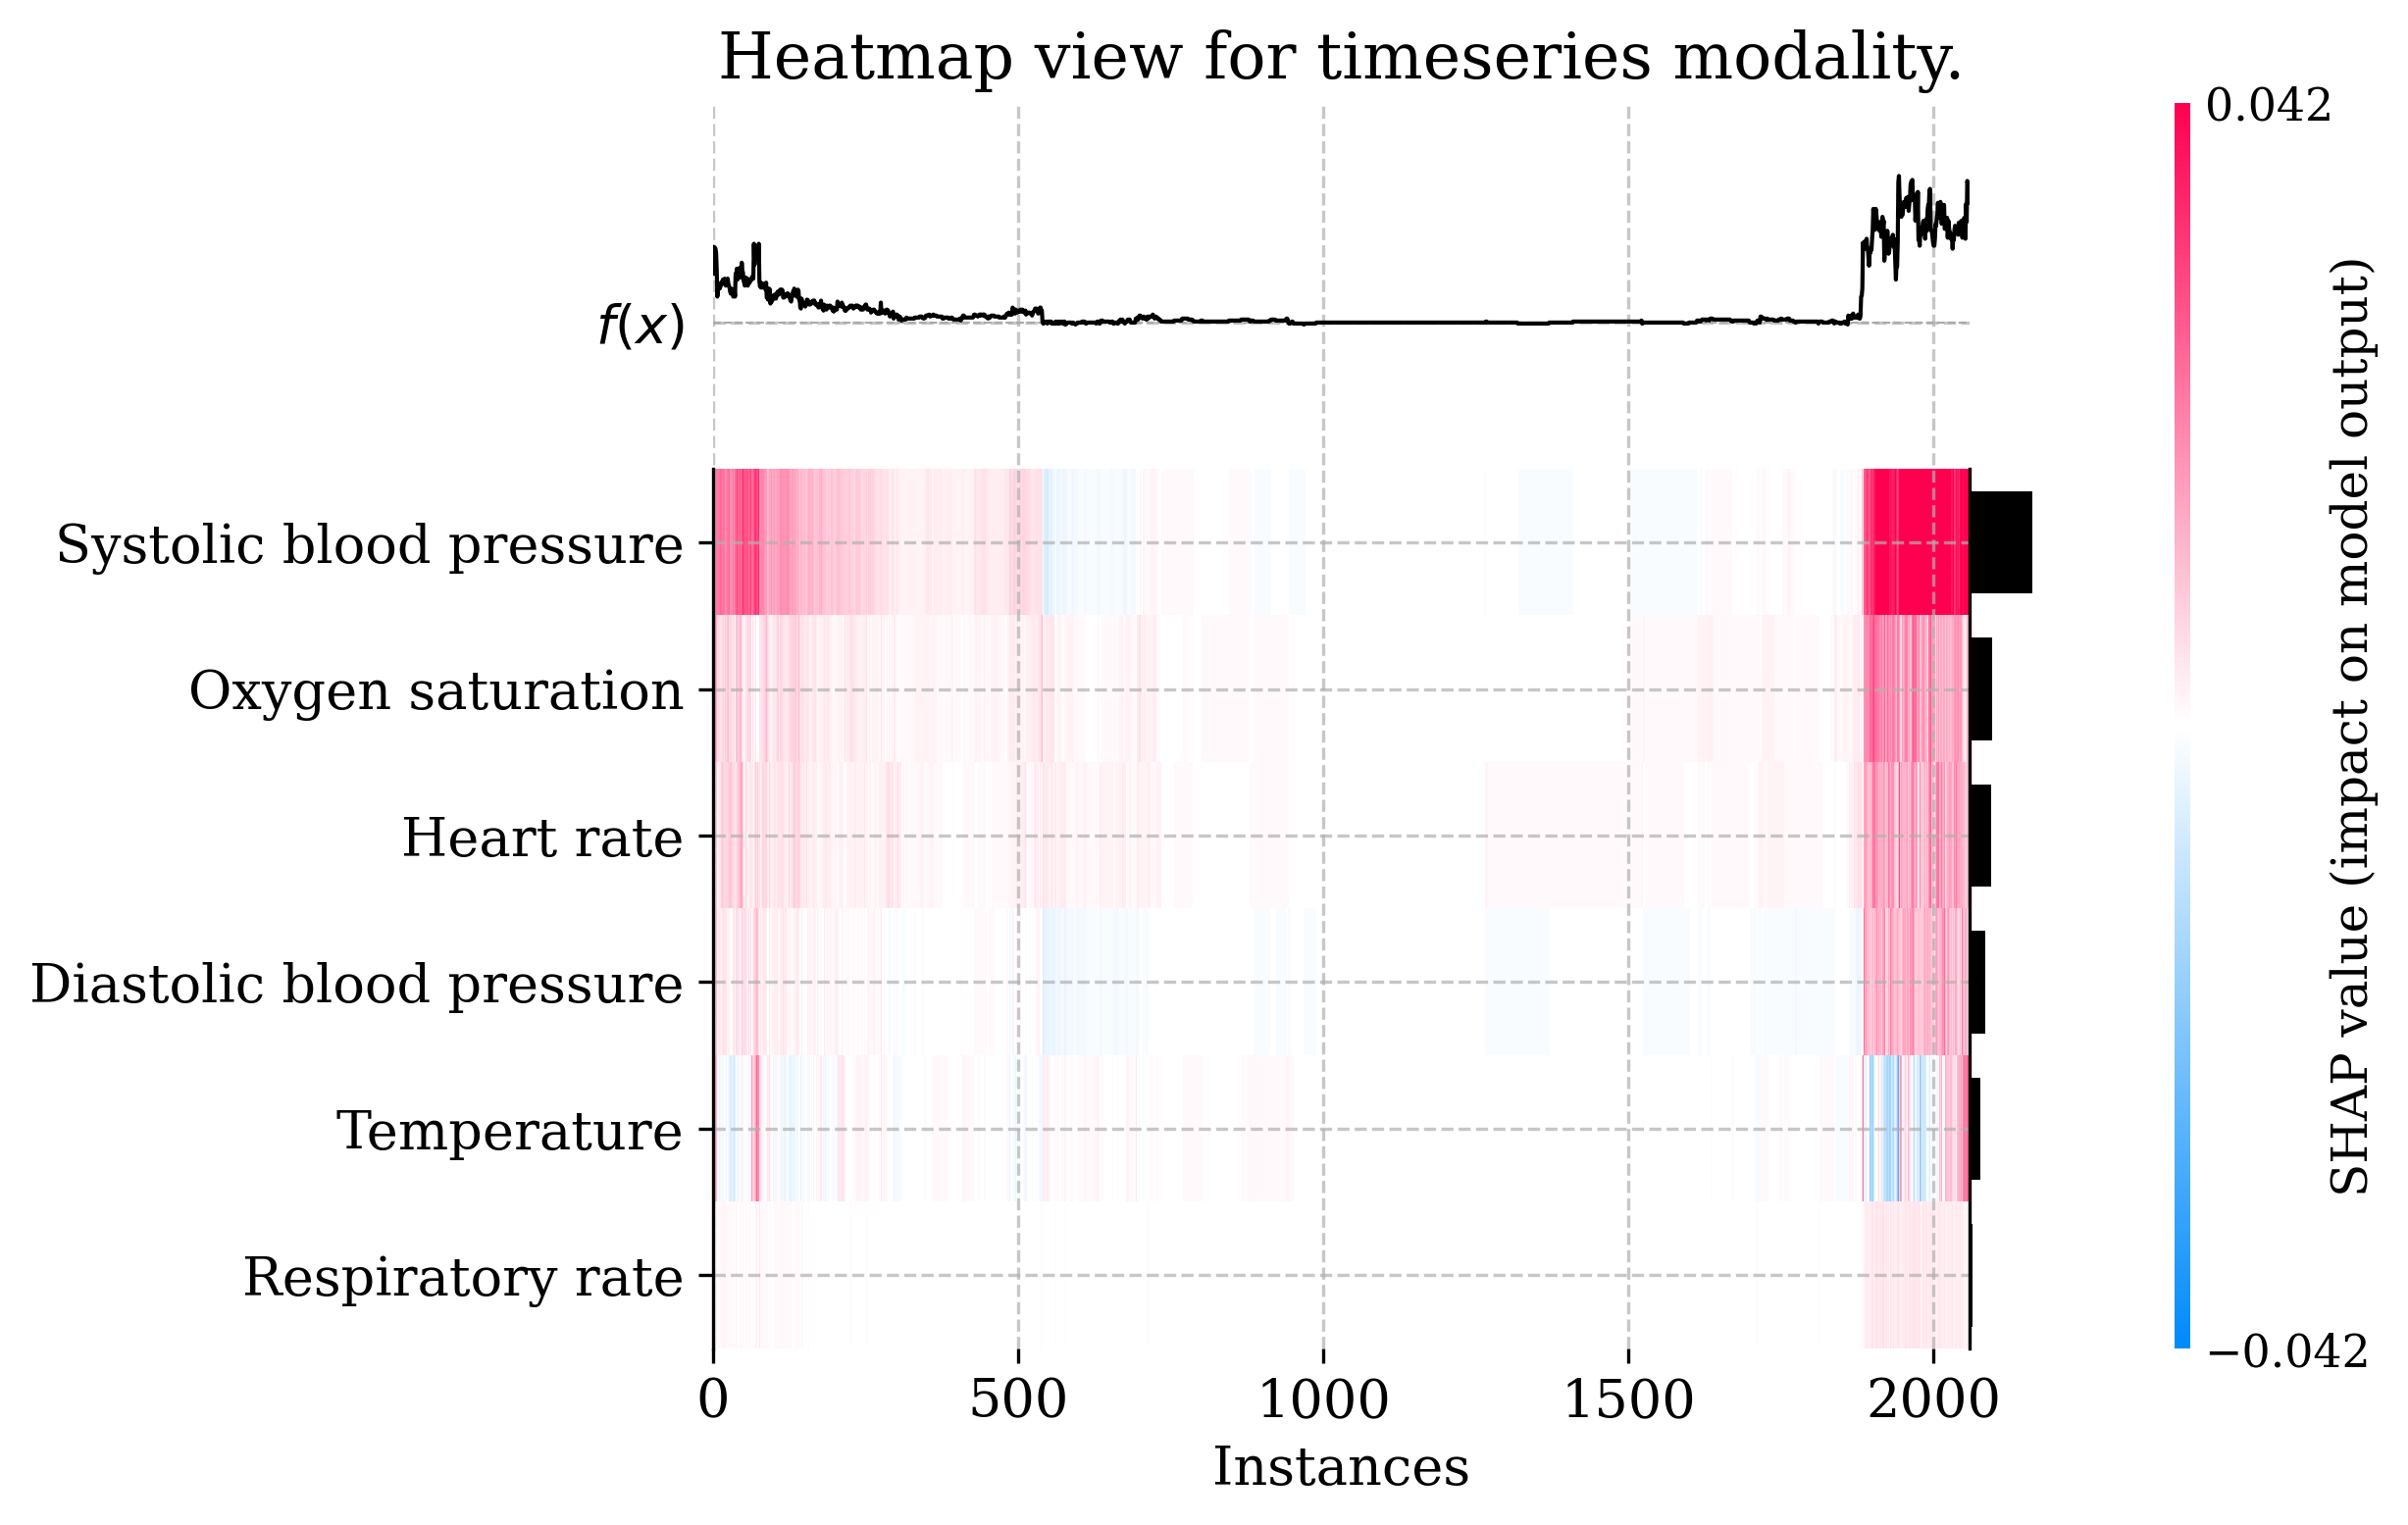 Heatmap view for timeseries modality.
0.042
f(x)
Systolic blood pressure
Oxygen saturation
Heart rate
Diastolic blood pressure
Temperature
Respiratory rate
SHAP value (impact on model output)
−0.042
0 500 1000 1500 2000
Instances